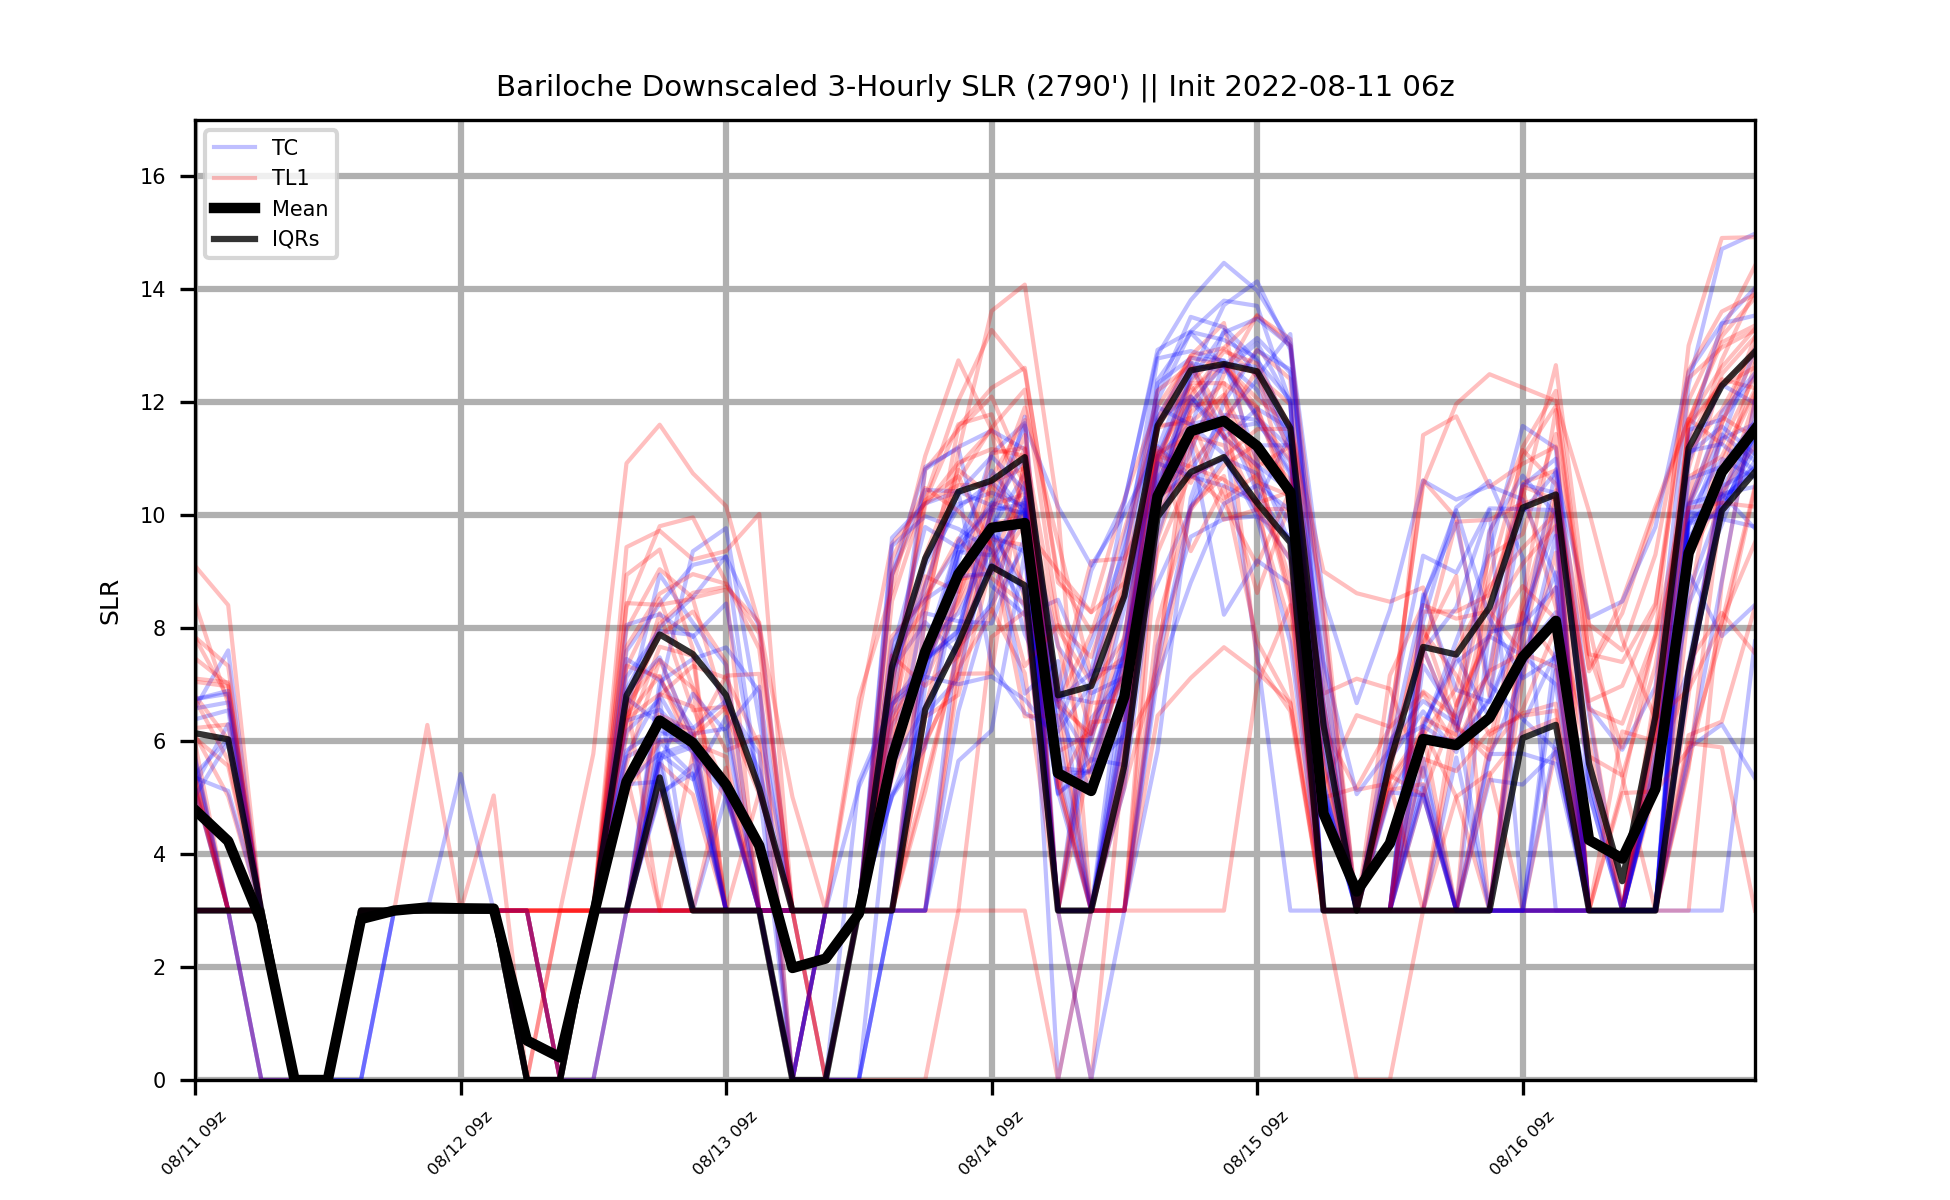 Bariloche Downscaled 3-Hourly SLR (2790') || Init 2022-08-11 06z
TC
TL1
Mean
IQRs
SLR
16
14
12
10
8
6
4
2
0
08/11 09z
08/12 09z
08/13 09z
08/14 09z
08/15 09z
08/16 09z